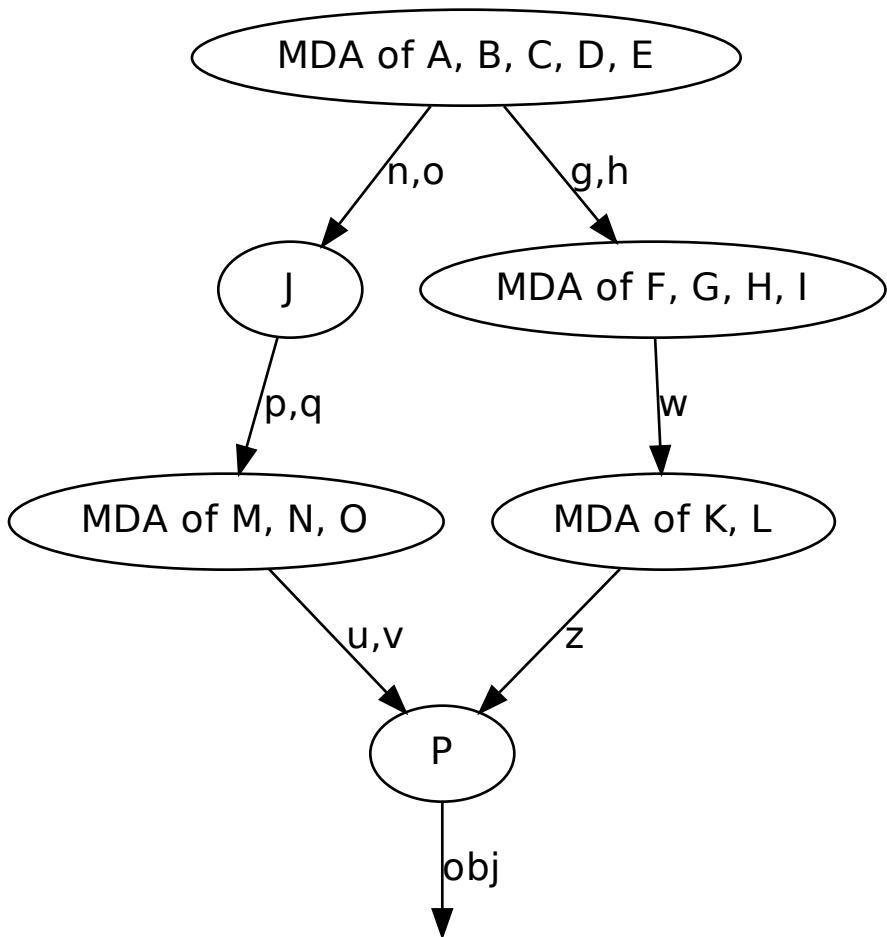 MDA of A, B, C, D, E
n,o
g,h
J
MDA of F, G, H, I
p,q
w
MDA of M, N, O
MDA of K, L
u,v
z
P
obj